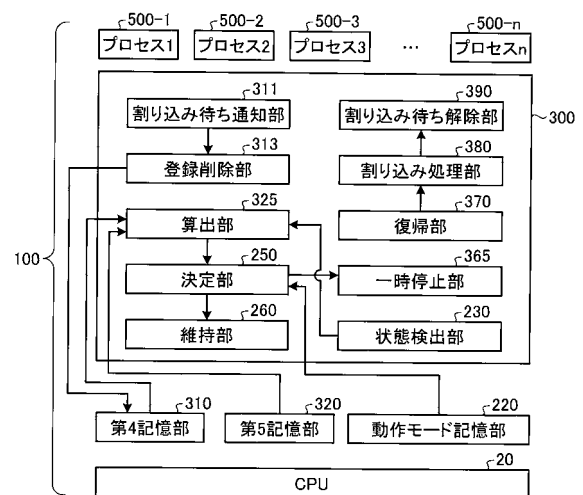 500-1 500-2 500-3 500-n
プロセス1 プロセス2 プロセス3 … プロセスn
311 390
割り込み待ち通知部 割り込み待ち解除部
300
313 380
登録削除部 割り込み処理部
325 370
算出部 復帰部
100
250 365
決定部 一時停止部
260 230
維持部 状態検出部
310 320 220
第4記憶部 第5記憶部 動作モード記憶部
20
CPU